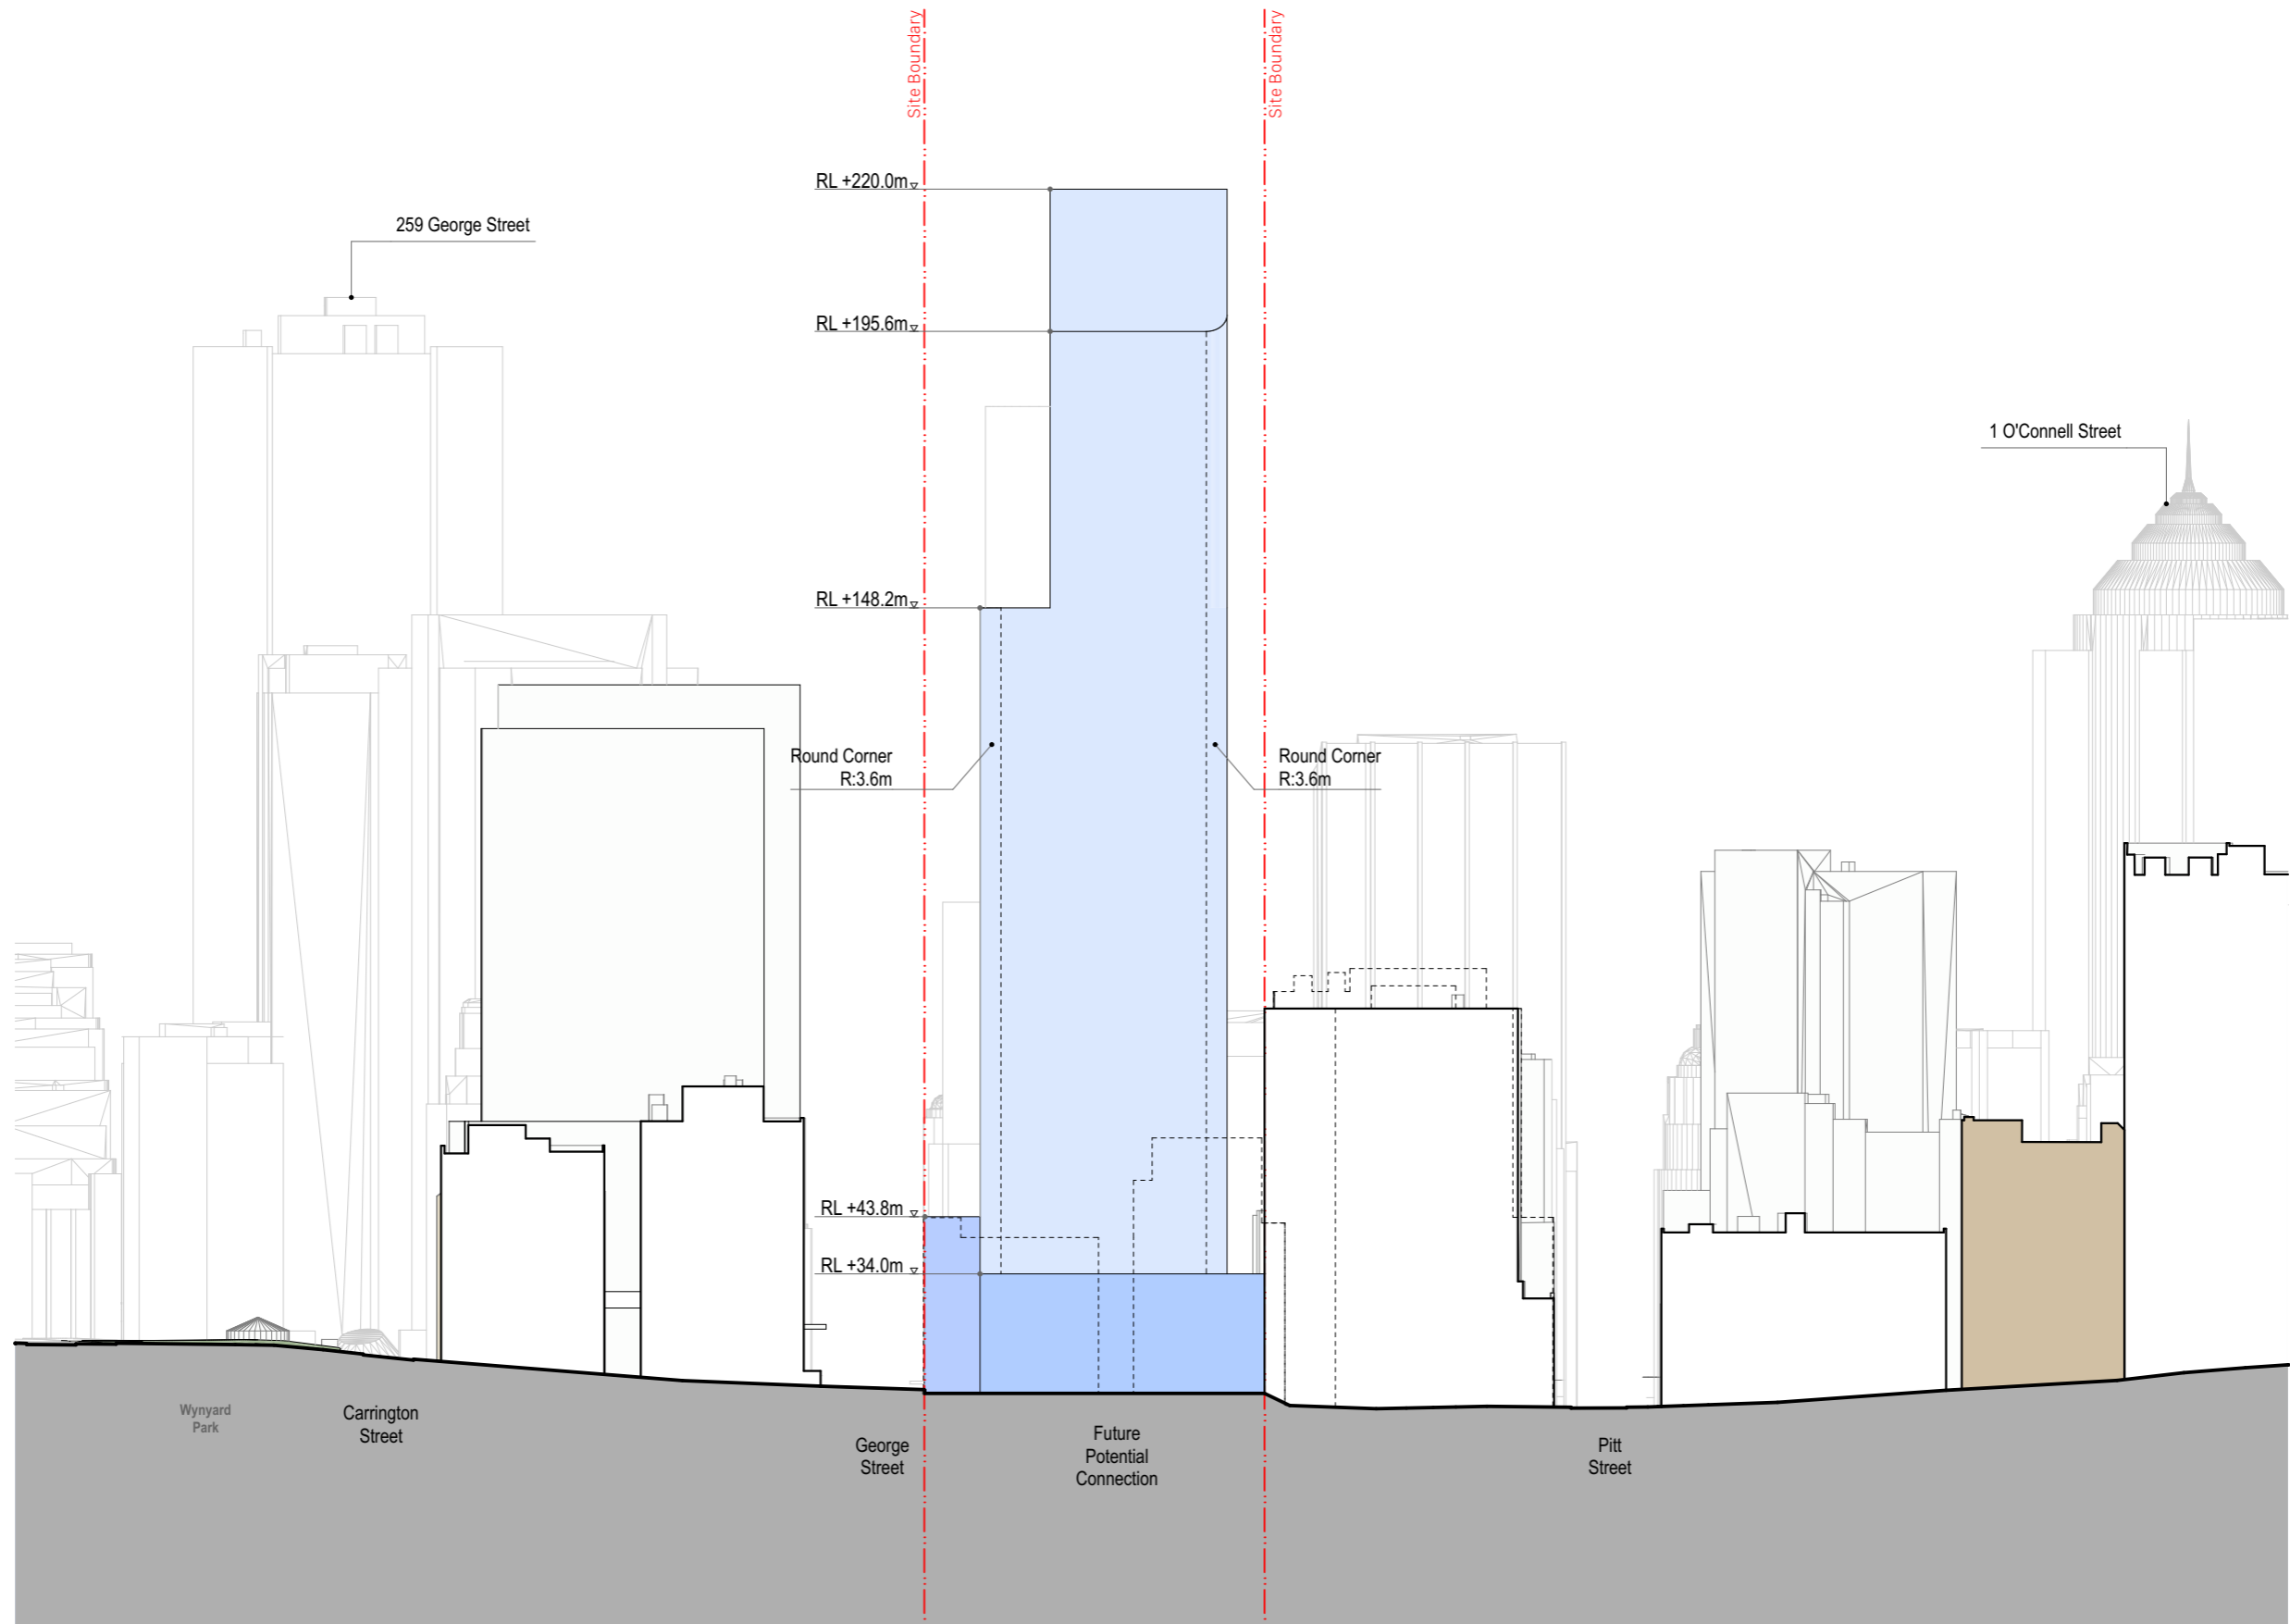 Site Boundary
Site Boundary
RL +220.0m
259 George Street
RL +195.6m
1 O'Connell Street
RL +148.2m
Round Corner
R:3.6m
Round Corner
R:3.6m
RL +43.8m
RL +34.0m
Wynyard
Park
Carrington
Street
George
Street
Future
Potential
Connection
Pitt
Street